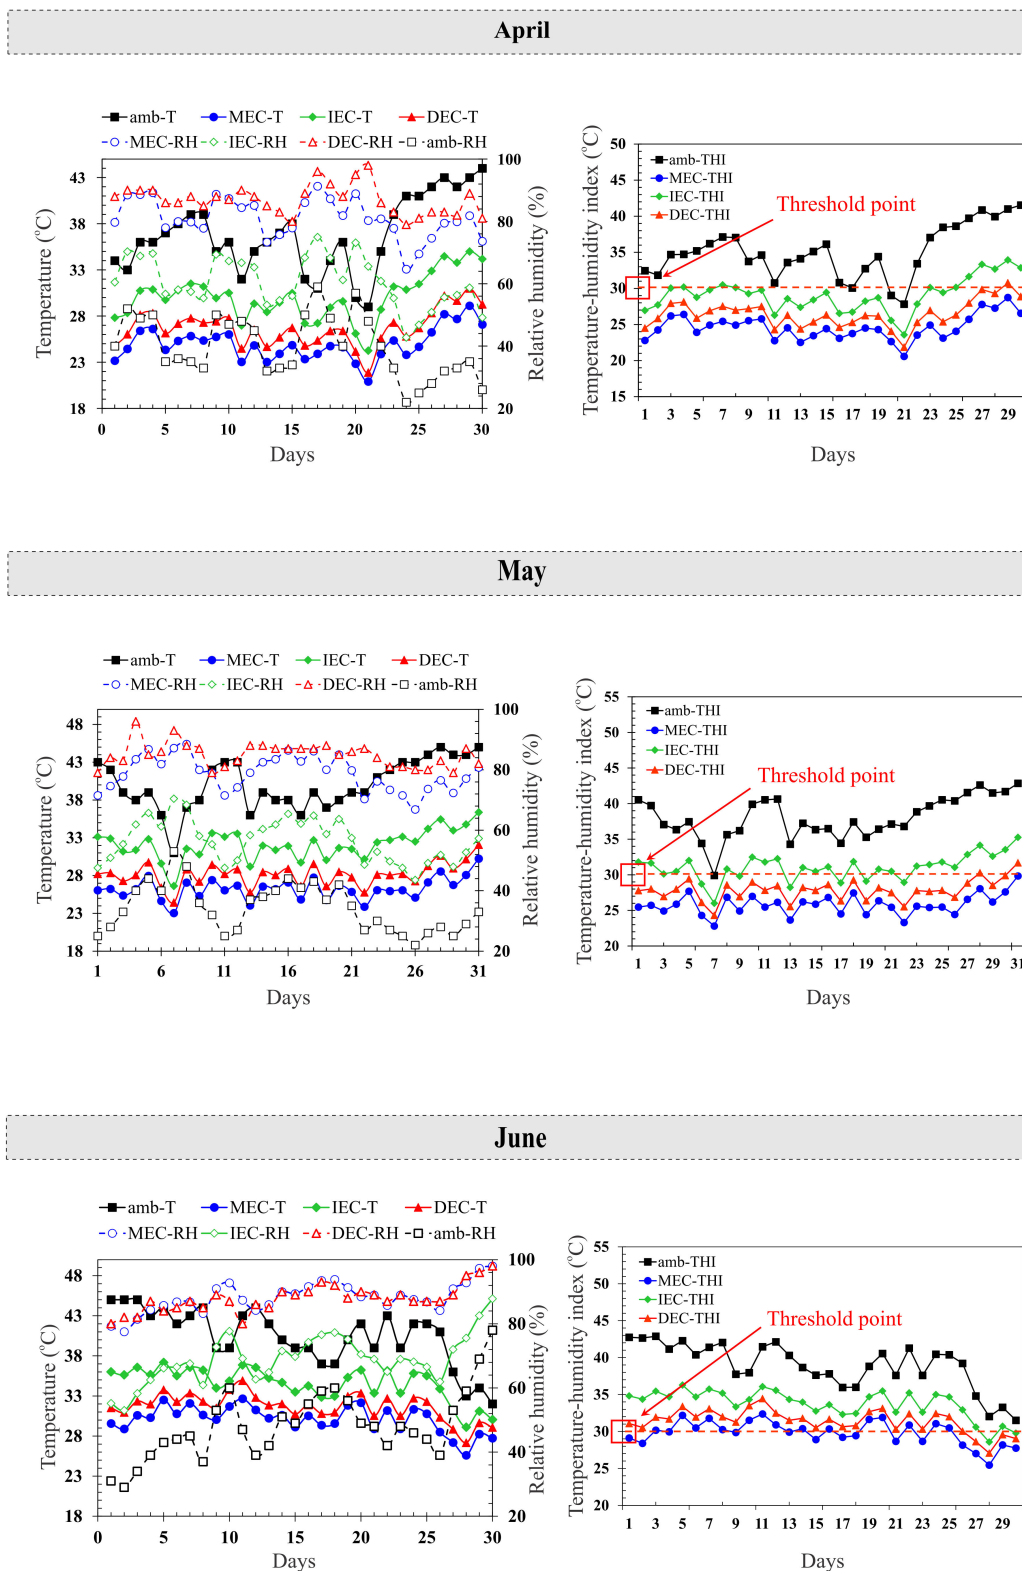 April
amb-T MEC-T IEC-T DEC-T
MEC-RH IEC-RH DEC-RH amb-RH
Temperature (°C)
43
38
33
28
23
18
0 5 10 15 20 25 30
Days
100
80
60
40
20
Relative humidity (%)
Temperature-humidity index (°C)
50
45
40
35
30
25
20
15
amb-THI
MEC-THI
IEC-THI
DEC-THI
Threshold point
1 3 5 7 9 11 13 15 17 19 21 23 25 27 29
Days
May
amb-T MEC-T IEC-T DEC-T
MEC-RH IEC-RH DEC-RH amb-RH
Temperature (°C)
48
43
38
33
28
23
18
1 6 11 16 21 26 31
Days
100
80
60
40
20
Relative humidity (%)
Temperature-humidity index (°C)
55
50
45
40
35
30
25
20
amb-THI
MEC-THI
IEC-THI
DEC-THI
Threshold point
1 3 5 7 9 11 13 15 17 19 21 23 25 27 29 31
Days
June
amb-T MEC-T IEC-T DEC-T
MEC-RH IEC-RH DEC-RH amb-RH
Temperature (°C)
48
43
38
33
28
23
18
0 5 10 15 20 25 30
Days
100
80
60
40
20
Relative humidity (%)
Temperature-humidity index (°C)
55
50
45
40
35
30
25
20
amb-THI
MEC-THI
IEC-THI
DEC-THI
Threshold point
1 3 5 7 9 11 13 15 17 19 21 23 25 27 29
Days